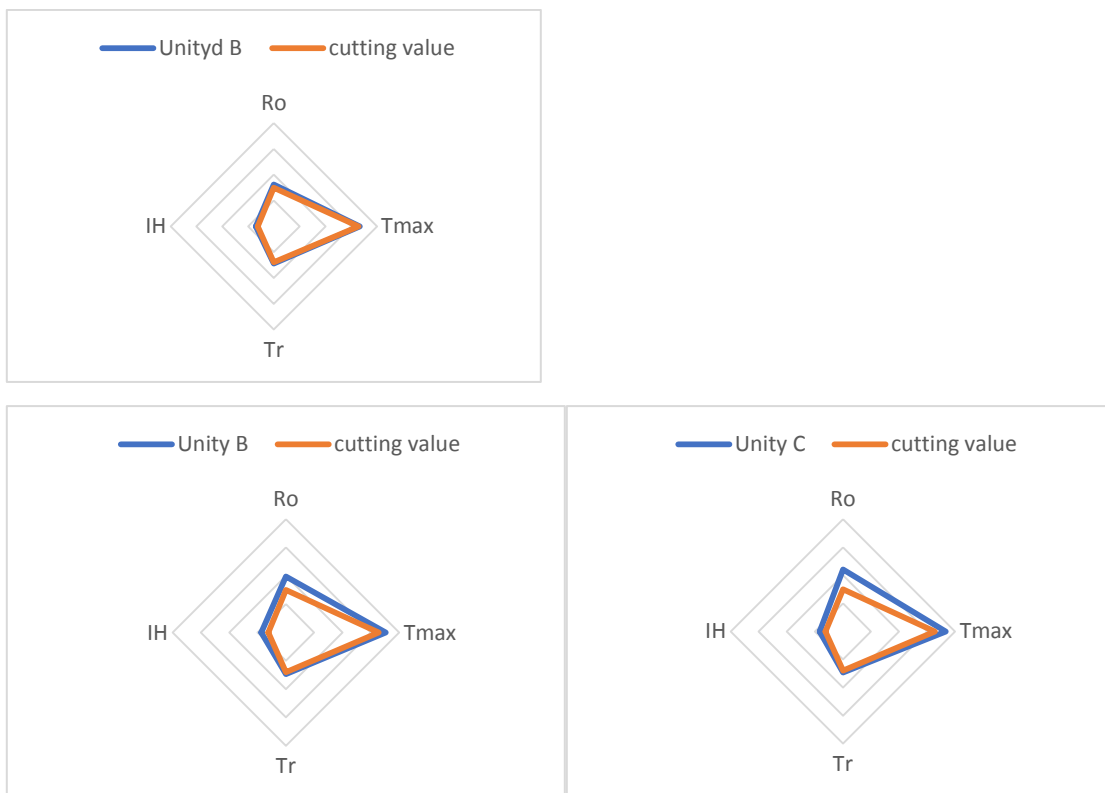 Unityd B cutting value
Ro
IH Tmax
Tr
Unity B cutting value
Ro
IH Tmax
Tr
Unity C cutting value
Ro
IH Tmax
Tr